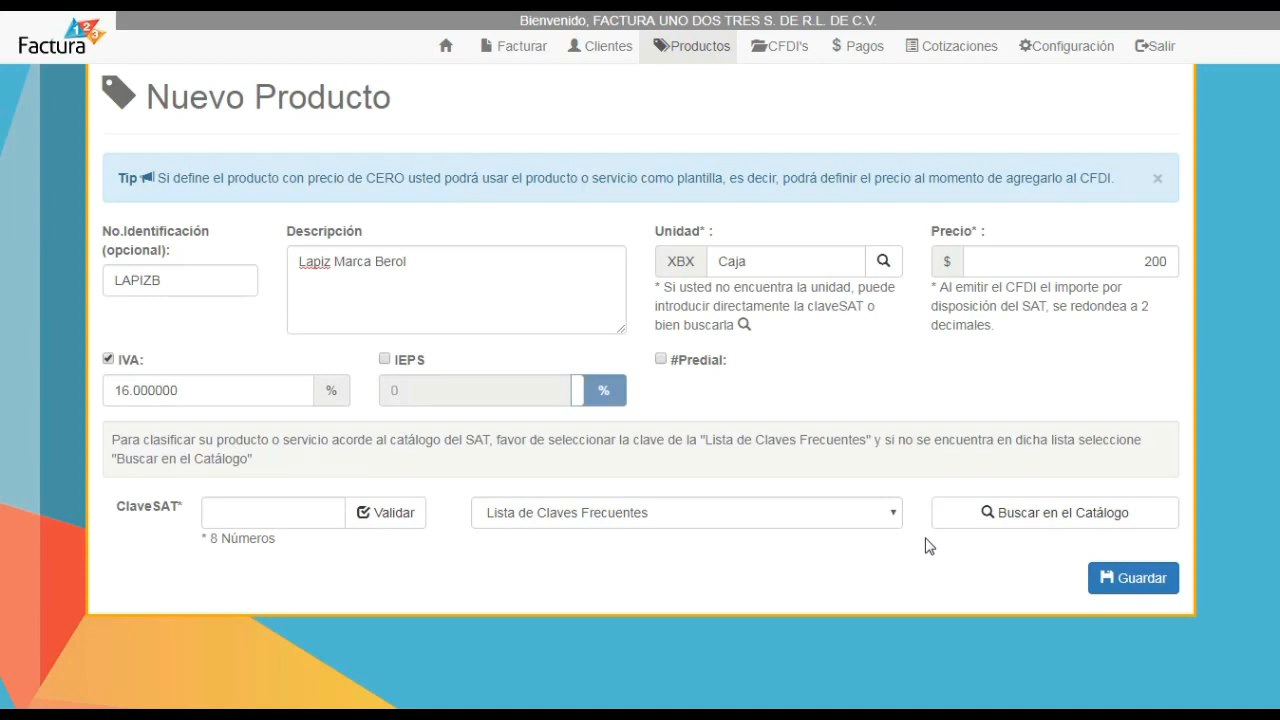 Bienvenido, FACTURA UNO DOS TRES S. DE R.L. DE C.V.
Factura 123
Facturar Clientes Productos CFDI's $ Pagos Cotizaciones Configuración Salir
Nuevo Producto
Tip Si define el producto con precio de CERO usted podrá usar el producto o servicio como plantilla, es decir, podrá definir el precio al momento de agregarlo al CFDI. ×
No.Identificación
(opcional):
LAPIZB
Descripción
Lapiz Marca Berol
Unidad* :
XBX Caja
* Si usted no encuentra la unidad, puede
introducir directamente la claveSAT o
bien buscarla
Precio* :
$ 200
* Al emitir el CFDI el importe por
disposición del SAT, se redondea a 2
decimales.
IVA:
16.000000 %
IEPS
0 %
#Predial:
Para clasificar su producto o servicio acorde al catálogo del SAT, favor de seleccionar la clave de la "Lista de Claves Frecuentes" y si no se encuentra en dicha lista seleccione
"Buscar en el Catálogo"
ClaveSAT* Validar Lista de Claves Frecuentes Buscar en el Catálogo
* 8 Números
Guardar